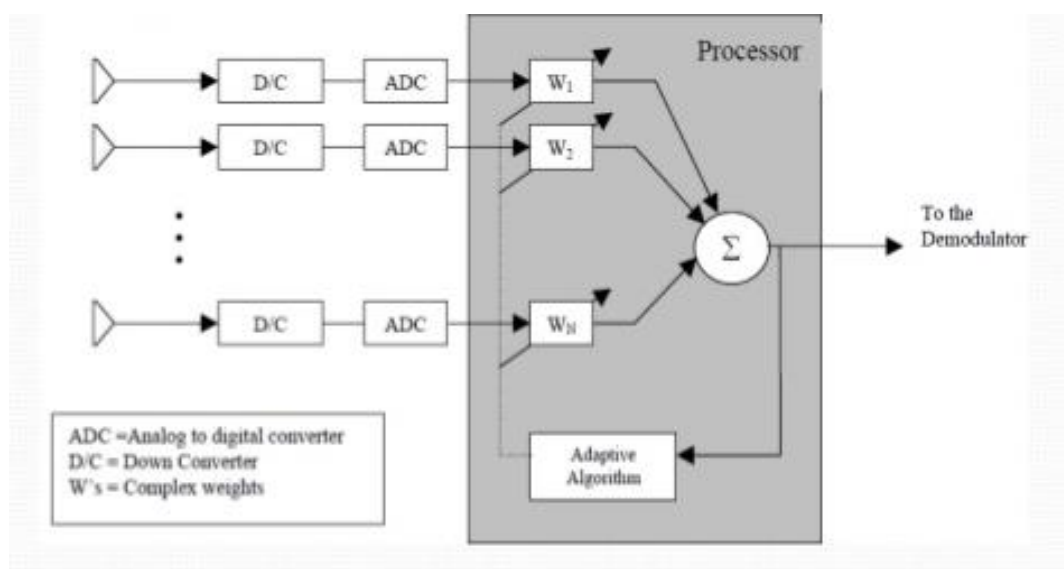 Processor
D/C
ADC
W₁
D/C
ADC
W₂
Σ
To the
Demodulator
D/C
ADC
W_N
ADC =Analog to digital converter
D/C = Down Converter
W`s = Complex weights
Adaptive
Algorithm